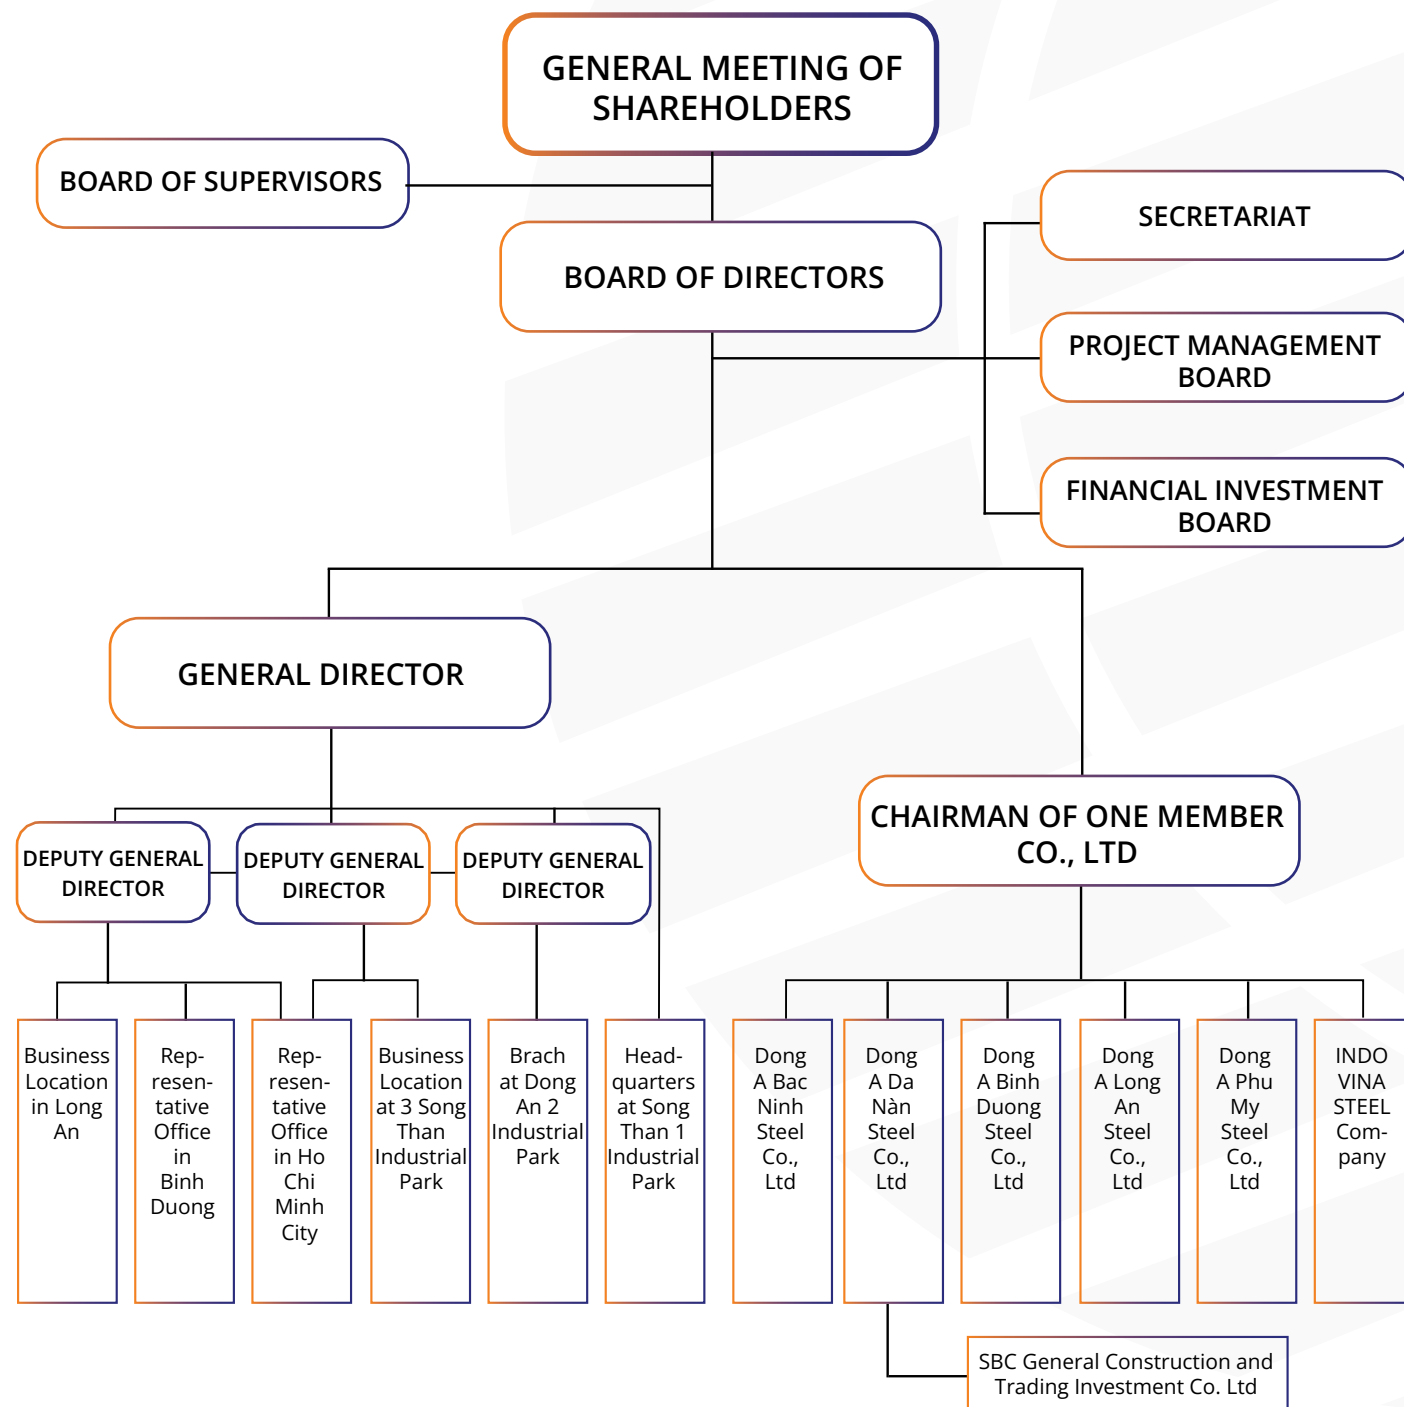 GENERAL MEETING OF
SHAREHOLDERS
BOARD OF SUPERVISORS
SECRETARIAT
BOARD OF DIRECTORS
PROJECT MANAGEMENT
BOARD
FINANCIAL INVESTMENT
BOARD
GENERAL DIRECTOR
CHAIRMAN OF ONE MEMBER
CO., LTD
DEPUTY GENERAL
DIRECTOR
DEPUTY GENERAL
DIRECTOR
DEPUTY GENERAL
DIRECTOR
Business
Location
in Long
An
Rep-
resen-
tative
Office
in
Binh
Duong
Rep-
resen-
tative
Office
in Ho
Chi
Minh
City
Business
Location
at 3 Song
Than
Industrial
Park
Brach
at Dong
An 2
Industrial
Park
Head-
quarters
at Song
Than 1
Industrial
Park
Dong
A Bac
Ninh
Steel
Co.,
Ltd
Dong
A Da
Nàn
Steel
Co.,
Ltd
Dong
A Binh
Duong
Steel
Co.,
Ltd
Dong
A Long
An
Steel
Co.,
Ltd
Dong
A Phu
My
Steel
Co.,
Ltd
INDO
VINA
STEEL
Com-
pany
SBC General Construction and
Trading Investment Co. Ltd